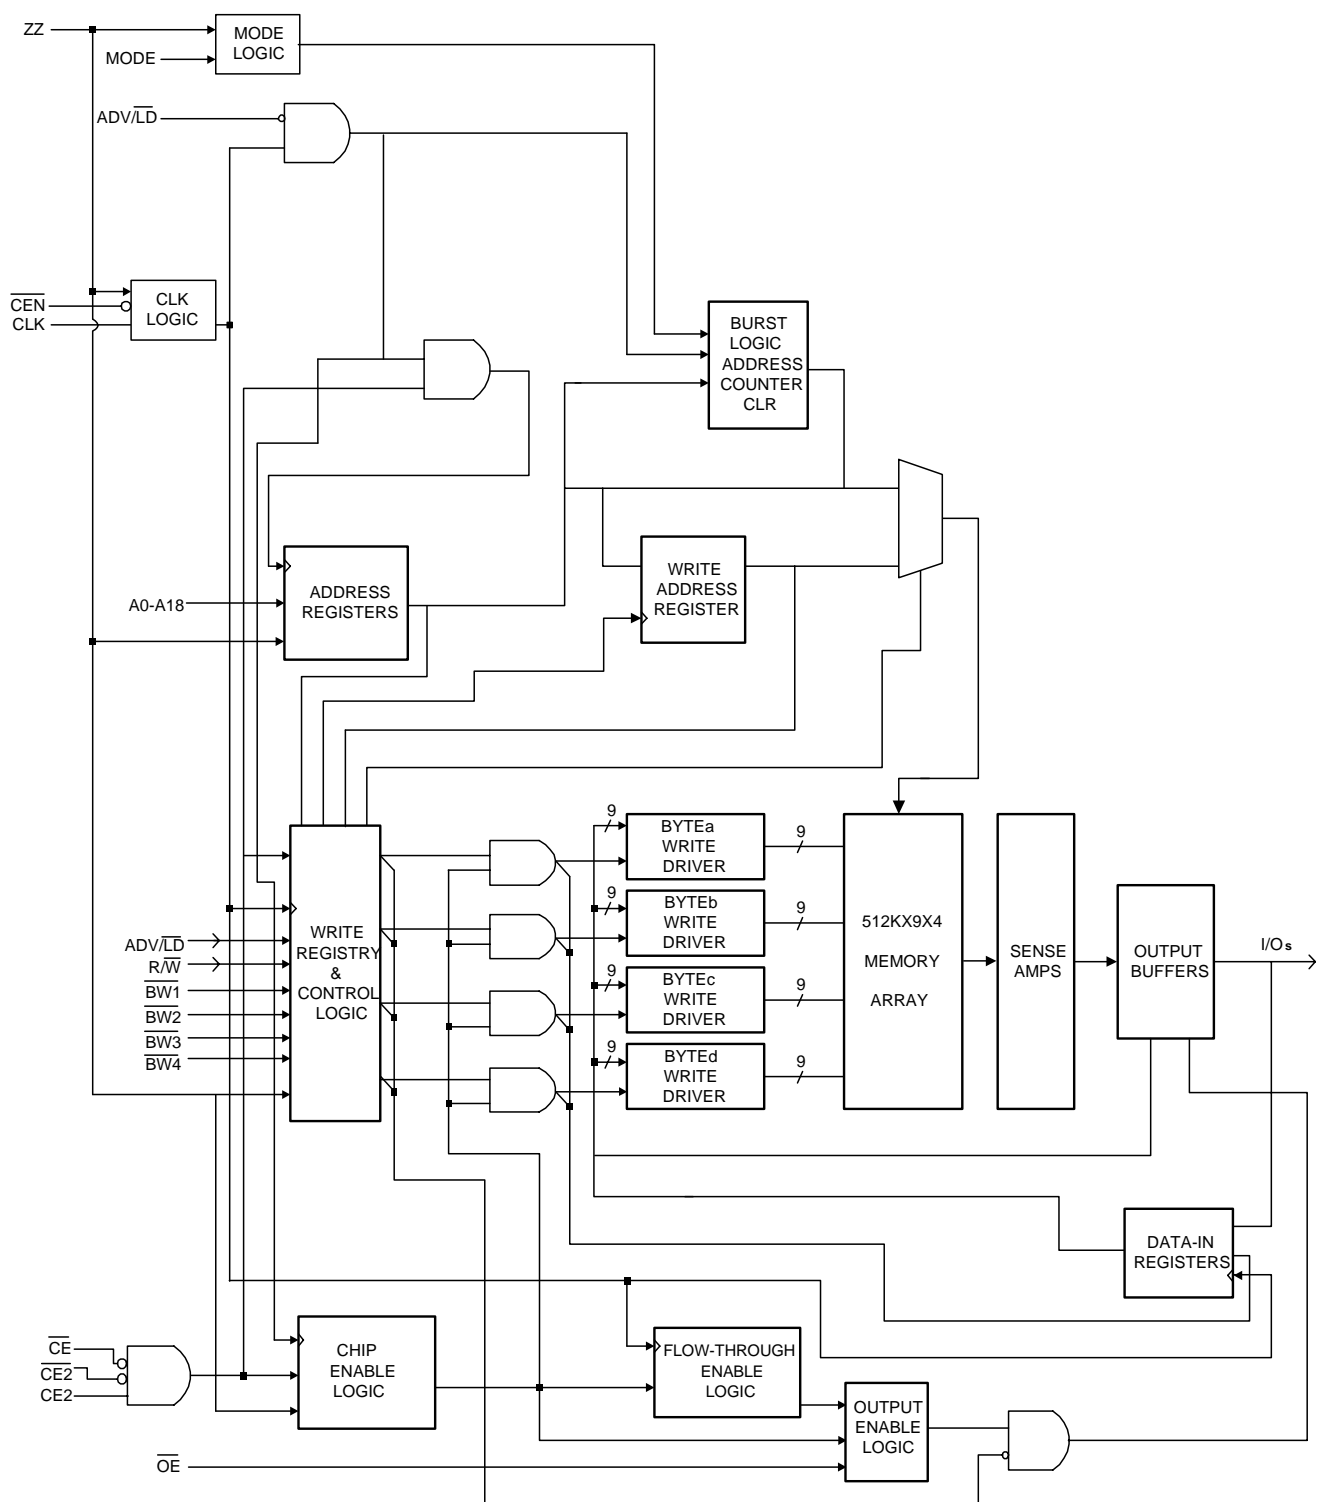 ZZ
MODE
LOGIC
MODE
ADV/LD
CEN
CLK
CLK
LOGIC
BURST
LOGIC
ADDRESS
COUNTER
CLR
ADDRESS
REGISTERS
A0-A18
WRITE
ADDRESS
REGISTER
9
BYTEa
WRITE
DRIVER
9
9
BYTEb
WRITE
DRIVER
9
9
BYTEc
WRITE
DRIVER
9
9
BYTEd
WRITE
DRIVER
9
512KX9X4
MEMORY
ARRAY
SENSE
AMPS
OUTPUT
BUFFERS
I/Os
ADV/LD
R/W
BW1
BW2
BW3
BW4
WRITE
REGISTRY
&
CONTROL
LOGIC
DATA-IN
REGISTERS
CE
CE2
CE2
CHIP
ENABLE
LOGIC
FLOW-THROUGH
ENABLE
LOGIC
OUTPUT
ENABLE
LOGIC
OE